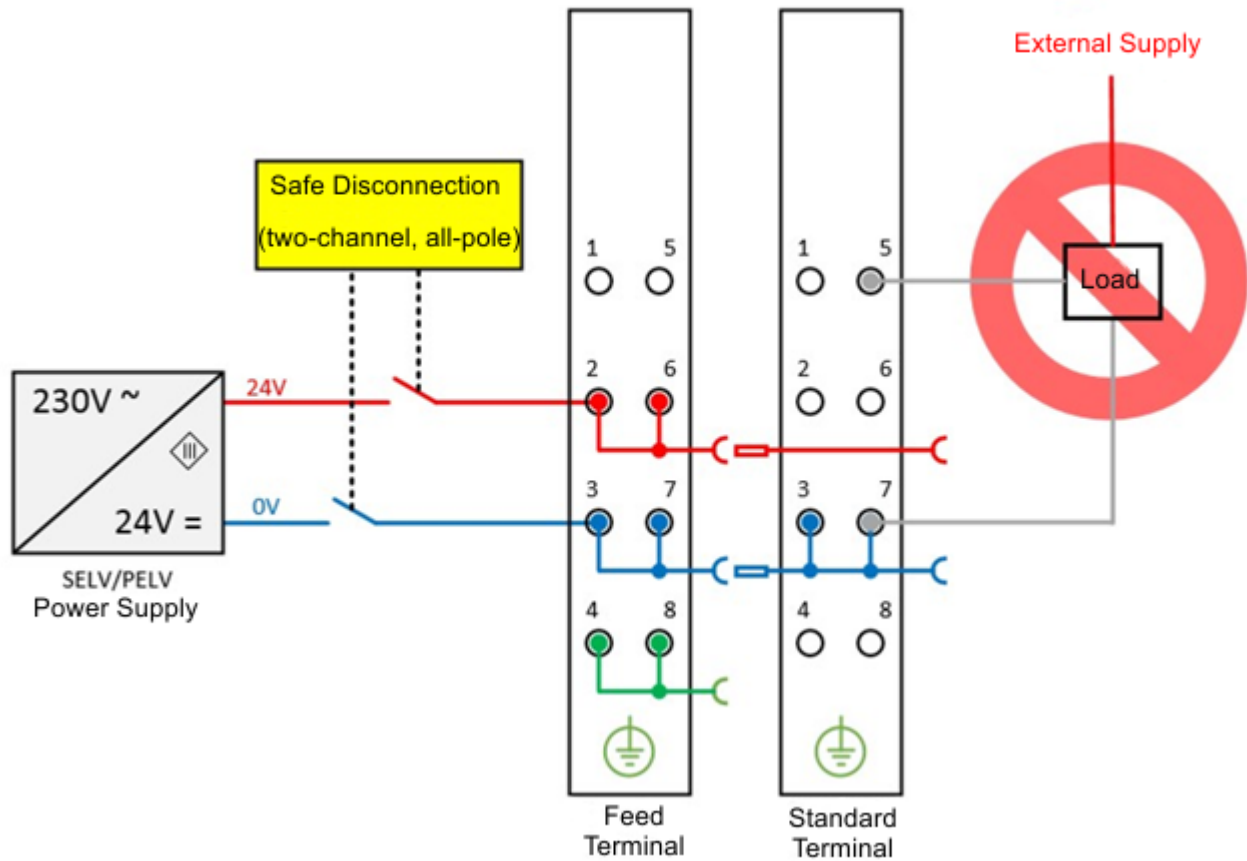 External Supply
Safe Disconnection
(two-channel, all-pole)
1 5
1 5
Load
2 6
2 6
230V ~
24V
III
3 7
3 7
0V
24V =
SELV/PELV
Power Supply
4 8
4 8
Feed
Terminal
Standard
Terminal